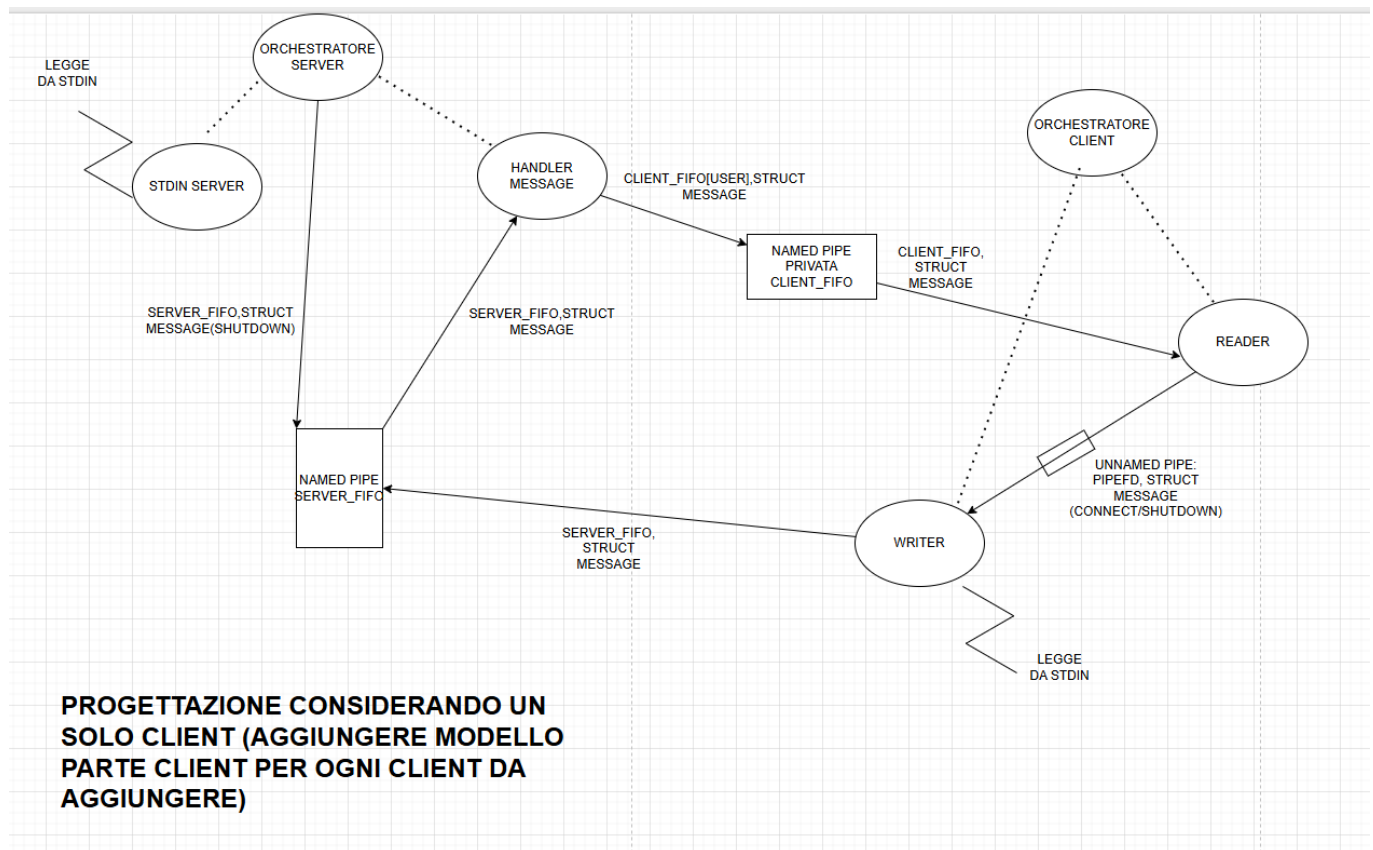 ORCHESTRATORE
SERVER
LEGGE
DA STDIN
STDIN SERVER
HANDLER
MESSAGE
ORCHESTRATORE
CLIENT
CLIENT_FIFO[USER],STRUCT
MESSAGE
NAMED PIPE
PRIVATA
CLIENT_FIFO
CLIENT_FIFO,
STRUCT
MESSAGE
SERVER_FIFO,STRUCT
MESSAGE(SHUTDOWN)
SERVER_FIFO,STRUCT
MESSAGE
READER
NAMED PIPE
SERVER_FIFO
UNNAMED PIPE:
PIPEFD, STRUCT
MESSAGE
(CONNECT/SHUTDOWN)
SERVER_FIFO,
STRUCT
MESSAGE
WRITER
LEGGE
DA STDIN
PROGETTAZIONE CONSIDERANDO UN
SOLO CLIENT (AGGIUNGERE MODELLO
PARTE CLIENT PER OGNI CLIENT DA
AGGIUNGERE)